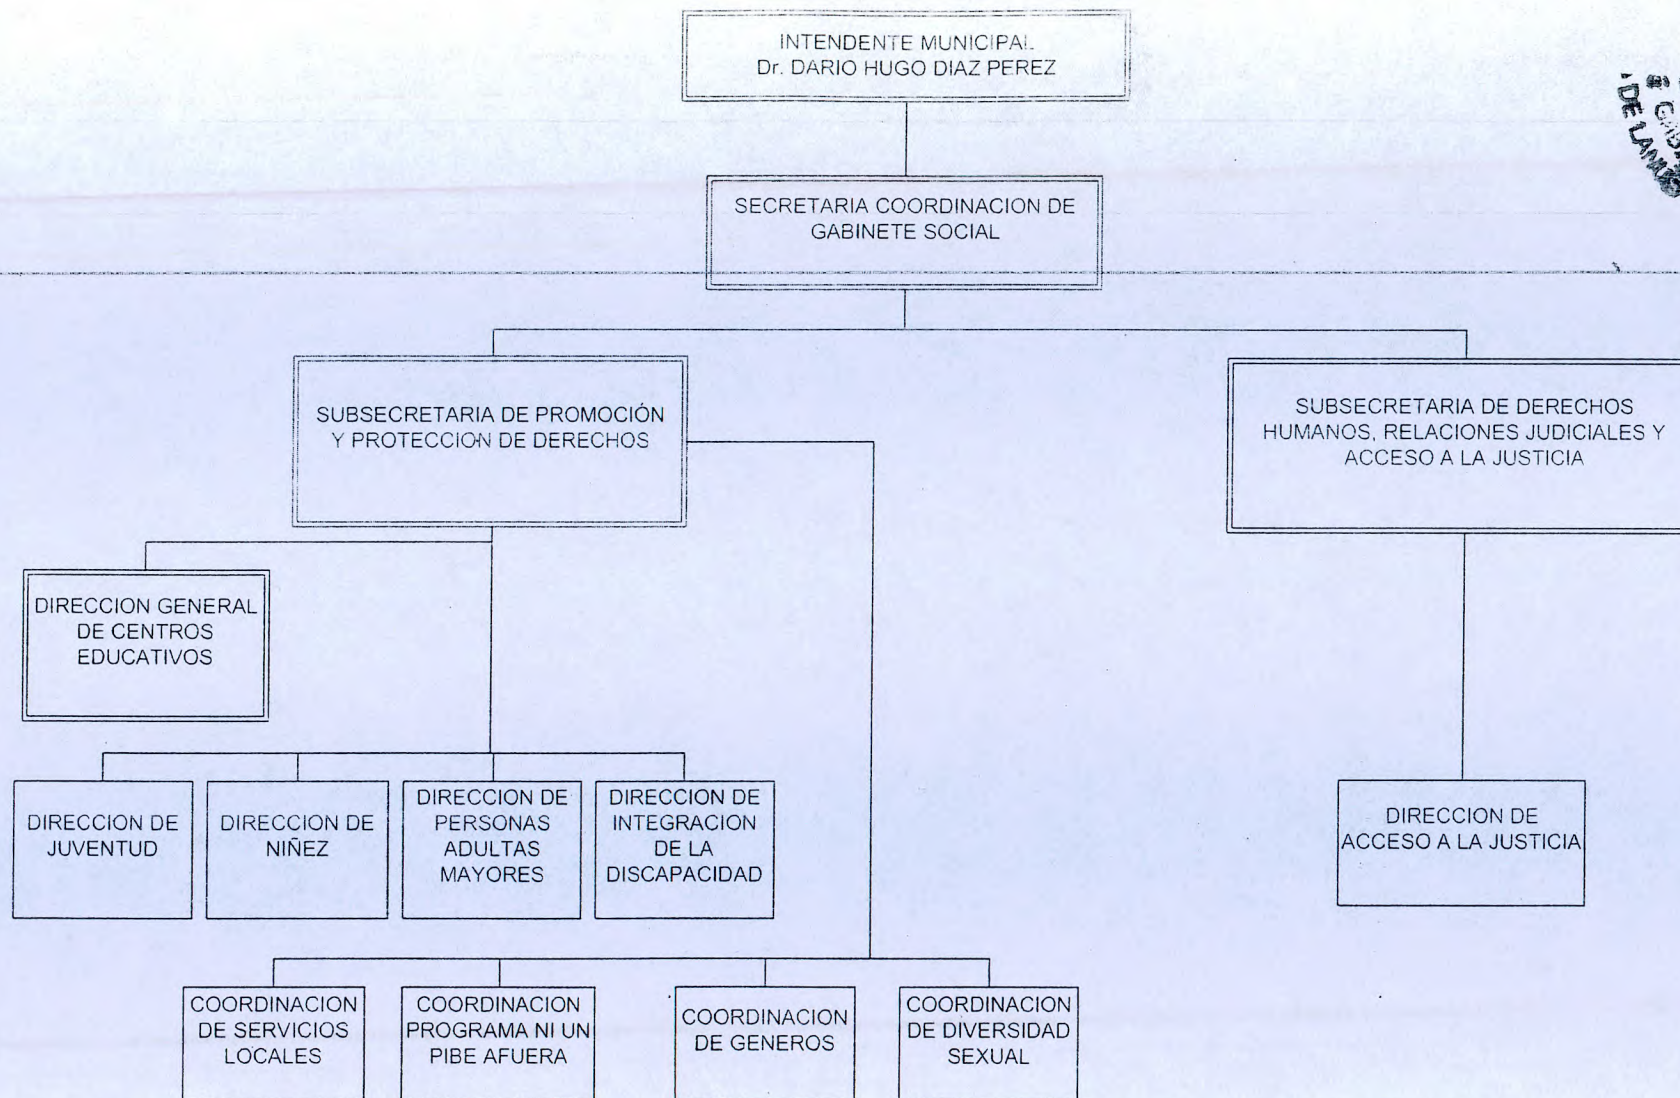 INTENDENTE MUNICIPAL
Dr. DARIO HUGO DIAZ PEREZ
DE LANUS
SECRETARIA COORDINACION DE
GABINETE SOCIAL
SUBSECRETARIA DE PROMOCIÓN
Y PROTECCION DE DERECHOS
SUBSECRETARIA DE DERECHOS
HUMANOS, RELACIONES JUDICIALES Y
ACCESO A LA JUSTICIA
DIRECCION GENERAL
DE CENTROS
EDUCATIVOS
DIRECCION DE
JUVENTUD
DIRECCION DE
NIÑEZ
DIRECCION DE
PERSONAS
ADULTAS
MAYORES
DIRECCION DE
INTEGRACION
DE LA
DISCAPACIDAD
DIRECCION DE
ACCESO A LA JUSTICIA
COORDINACION
DE SERVICIOS
LOCALES
COORDINACION
PROGRAMA NI UN
PIBE AFUERA
COORDINACION
DE GENEROS
COORDINACION
DE DIVERSIDAD
SEXUAL